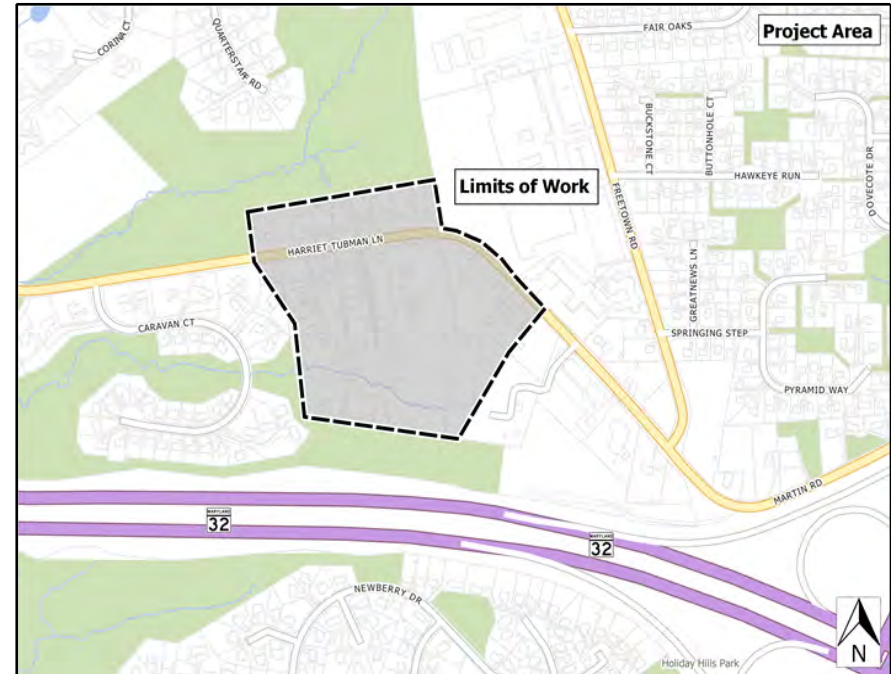 CORINA CT
QUARTERSTAFF RD
FAIR OAKS
Project Area
BUCKSTONE CT
BUTTONHOLE CT
HAWKEYE RUN
DOVECOTE DR
Limits of Work
FREETOWN RD
HARRIET TUBMAN LN
GREATNEWS LN
CARAVAN CT
SPRINGING STEP
PYRAMID WAY
MARTIN RD
MARYLAND
32
MARYLAND
32
NEWBERRY DR
Holiday Hills Park
N